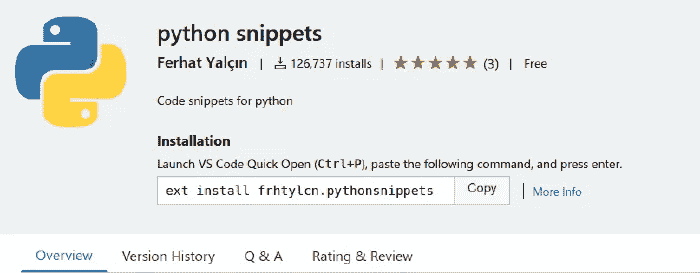 python snippets
Ferhat Yalçın | 126,737 installs | (3) | Free
Code snippets for python
Installation
Launch VS Code Quick Open (Ctrl+P), paste the following command, and press enter.
ext install frhtylcn.pythonsnippets Copy | More Info
Overview Version History Q & A Rating & Review